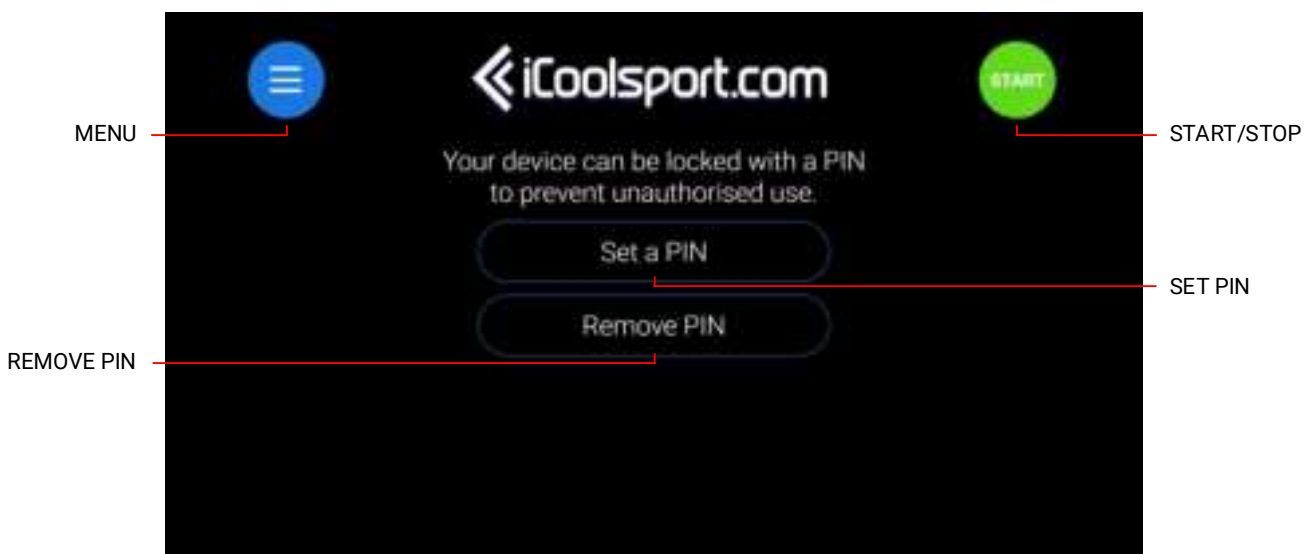 iCoolsport.com
START
MENU
START/STOP
Your device can be locked with a PIN
to prevent unauthorised use.
Set a PIN
SET PIN
Remove PIN
REMOVE PIN